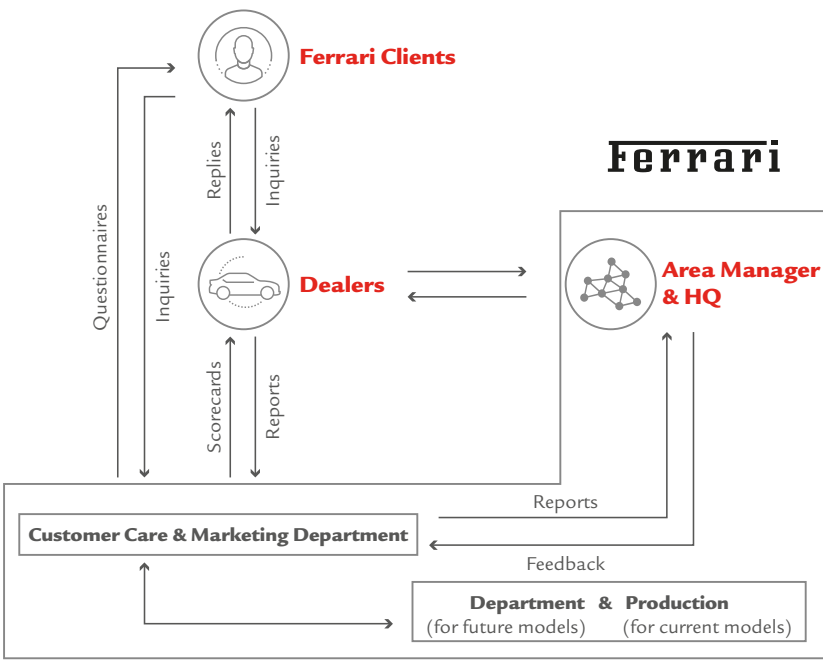 Ferrari Clients
Replies
Inquiries
Ferrari
Questionnaires
Inquiries
Dealers
Area Manager
& HQ
Scorecards
Reports
Reports
Customer Care & Marketing Department
Feedback
Department & Production
(for future models) (for current models)